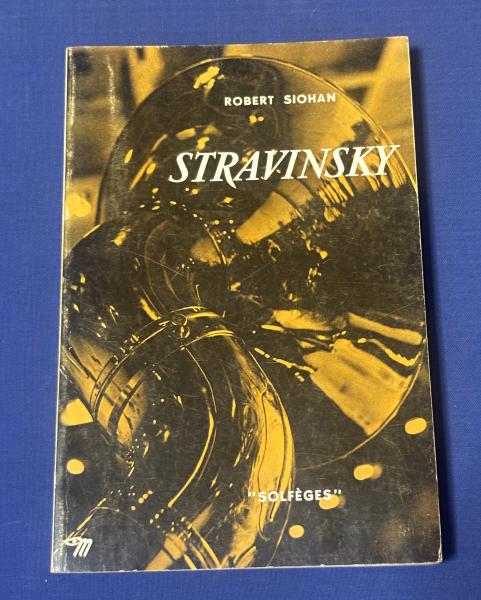 ROBERT SIOHAN
STRAVINSKY
"SOLFÈGES"
m